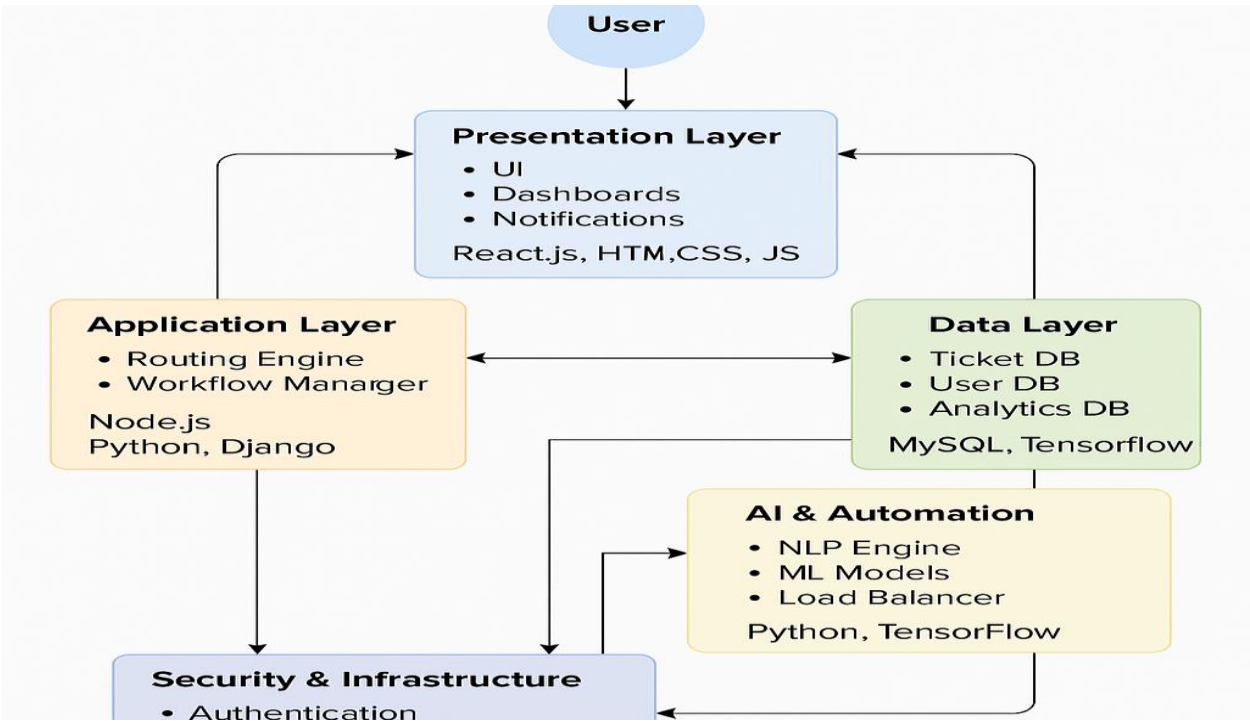 User
Presentation Layer
• UI
• Dashboards
• Notifications
React.js, HTM,CSS, JS
Application Layer
• Routing Engine
• Workflow Manarger
Node.js
Python, Django
Data Layer
• Ticket DB
• User DB
• Analytics DB
MySQL, Tensorflow
AI & Automation
• NLP Engine
• ML Models
• Load Balancer
Python, TensorFlow
Security & Infrastructure
• Authentication